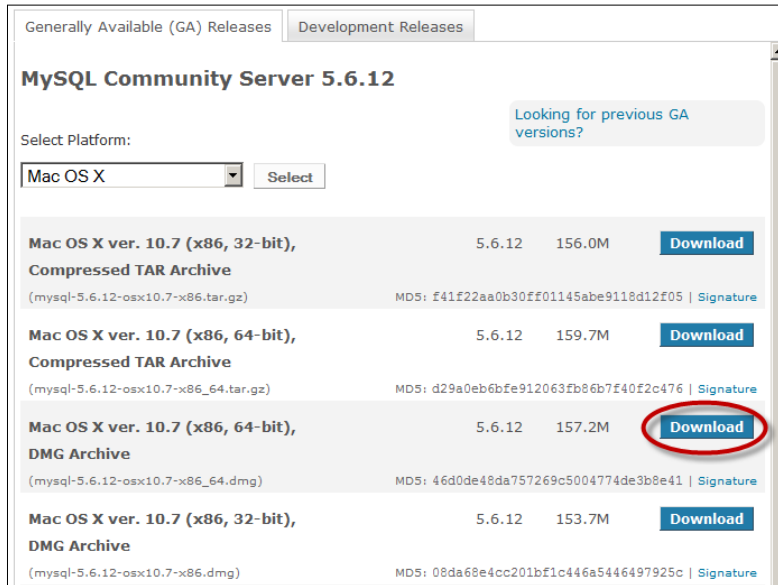 Generally Available (GA) Releases
Development Releases
MySQL Community Server 5.6.12
Looking for previous GA
versions?
Select Platform:
Mac OS X
Select
Mac OS X ver. 10.7 (x86, 32-bit), 5.6.12 156.0M Download
Compressed TAR Archive
(mysql-5.6.12-osx10.7-x86.tar.gz) MD5: f41f22aa0b30ff01145abe9118d12f05 | Signature
Mac OS X ver. 10.7 (x86, 64-bit), 5.6.12 159.7M Download
Compressed TAR Archive
(mysql-5.6.12-osx10.7-x86_64.tar.gz) MD5: d29a0eb6bfe912063fb86b7f40f2c476 | Signature
Mac OS X ver. 10.7 (x86, 64-bit), 5.6.12 157.2M Download
DMG Archive
(mysql-5.6.12-osx10.7-x86_64.dmg) MD5: 46d0de48da757269c5004774de3b8e41 | Signature
Mac OS X ver. 10.7 (x86, 32-bit), 5.6.12 153.7M Download
DMG Archive
(mysql-5.6.12-osx10.7-x86.dmg) MD5: 08da68e4cc201bf1c446a5446497925c | Signature